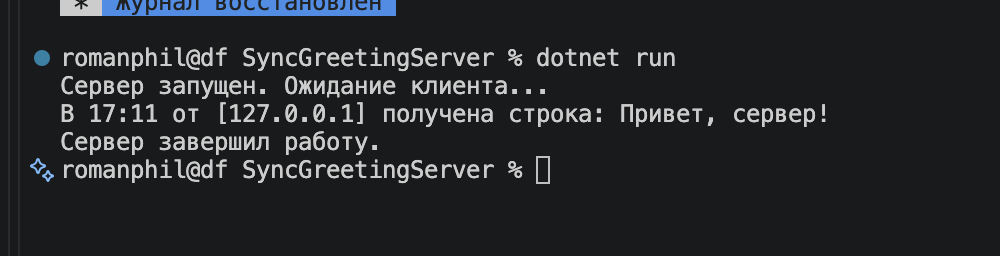 * Журнал восстановлен
romanphil@df SyncGreetingServer % dotnet run
Сервер запущен. Ожидание клиента...
В 17:11 от [127.0.0.1] получена строка: Привет, сервер!
Сервер завершил работу.
romanphil@df SyncGreetingServer %